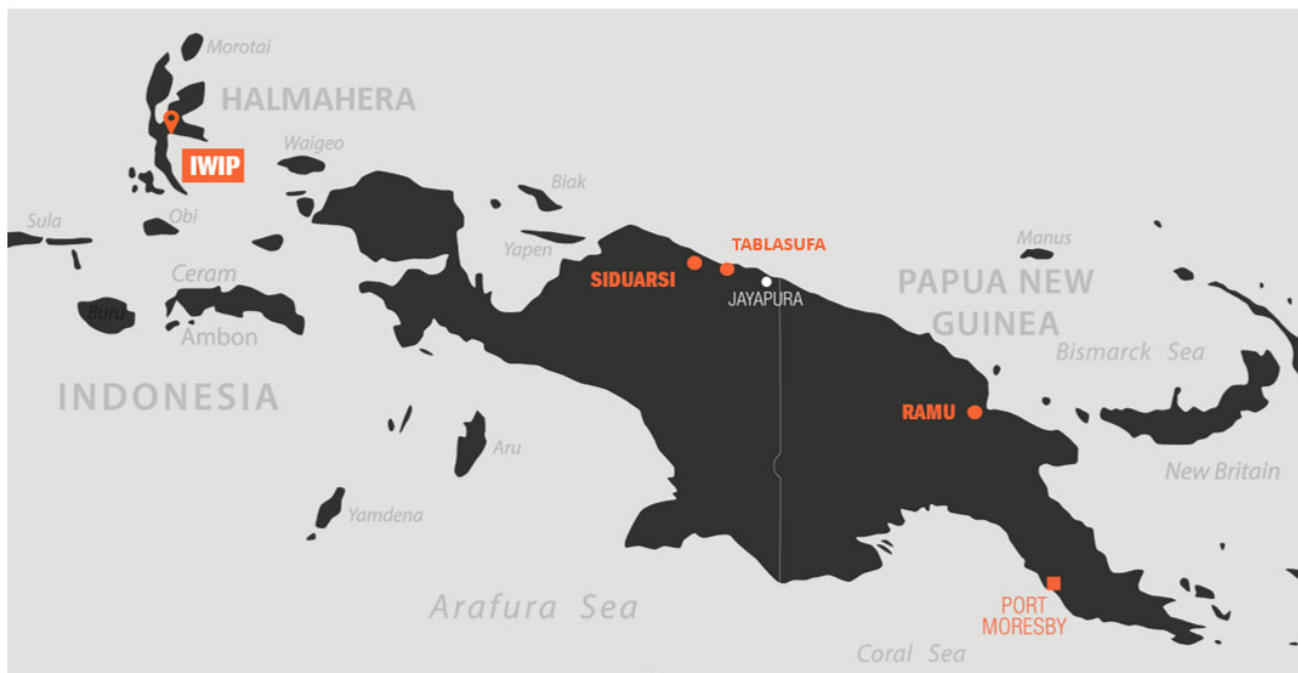 Morotai
HALMAHERA
IWIP
Waigeo
Biak
Sula
Obi
Yapen
TABLASUFA
Manus
SIDUARSI
JAYAPURA
PAPUA NEW
GUINEA
Ceram
Buru
Ambon
Bismarck Sea
INDONESIA
RAMU
Aru
New Britain
Yamdena
Arafura Sea
PORT
MORESBY
Coral Sea